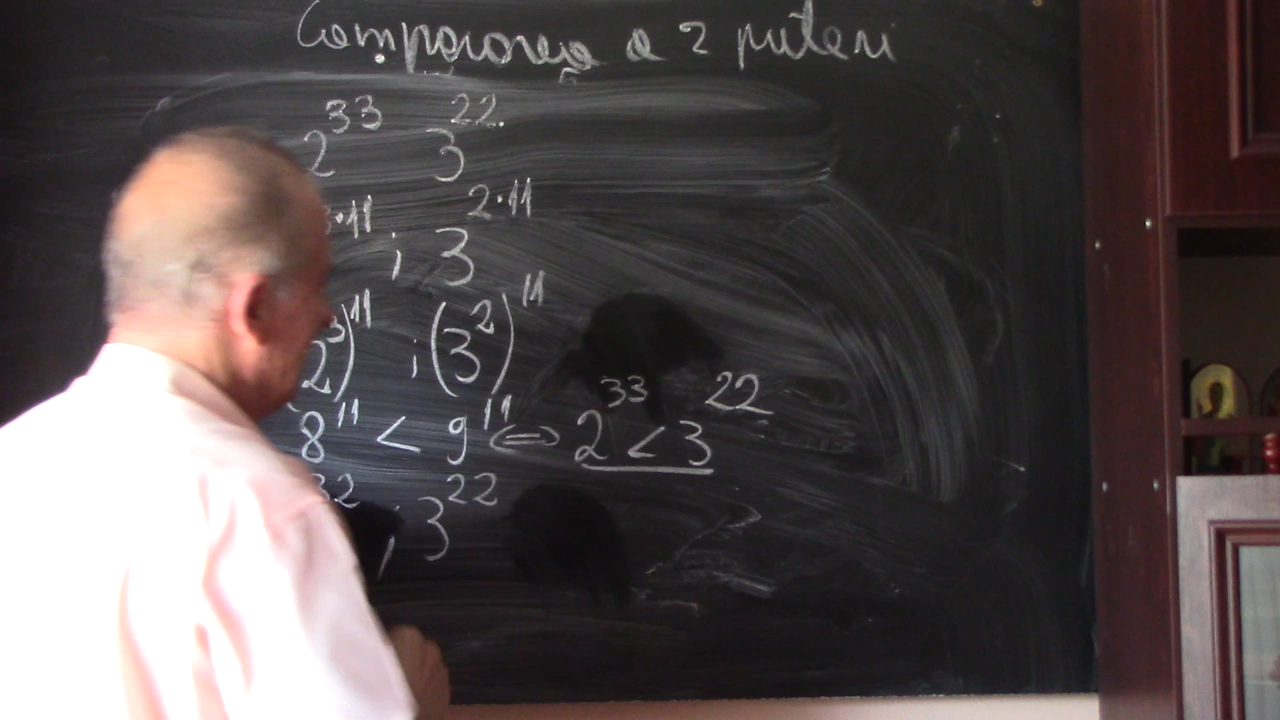 Compararea a 2 puteri
2^33 3^22.
3·11 ; 3^2·11
2^3)^11 ; (3^2)^11
8^11 < 9^11 <=> 2^33 < 3^22
32 ; 3^22